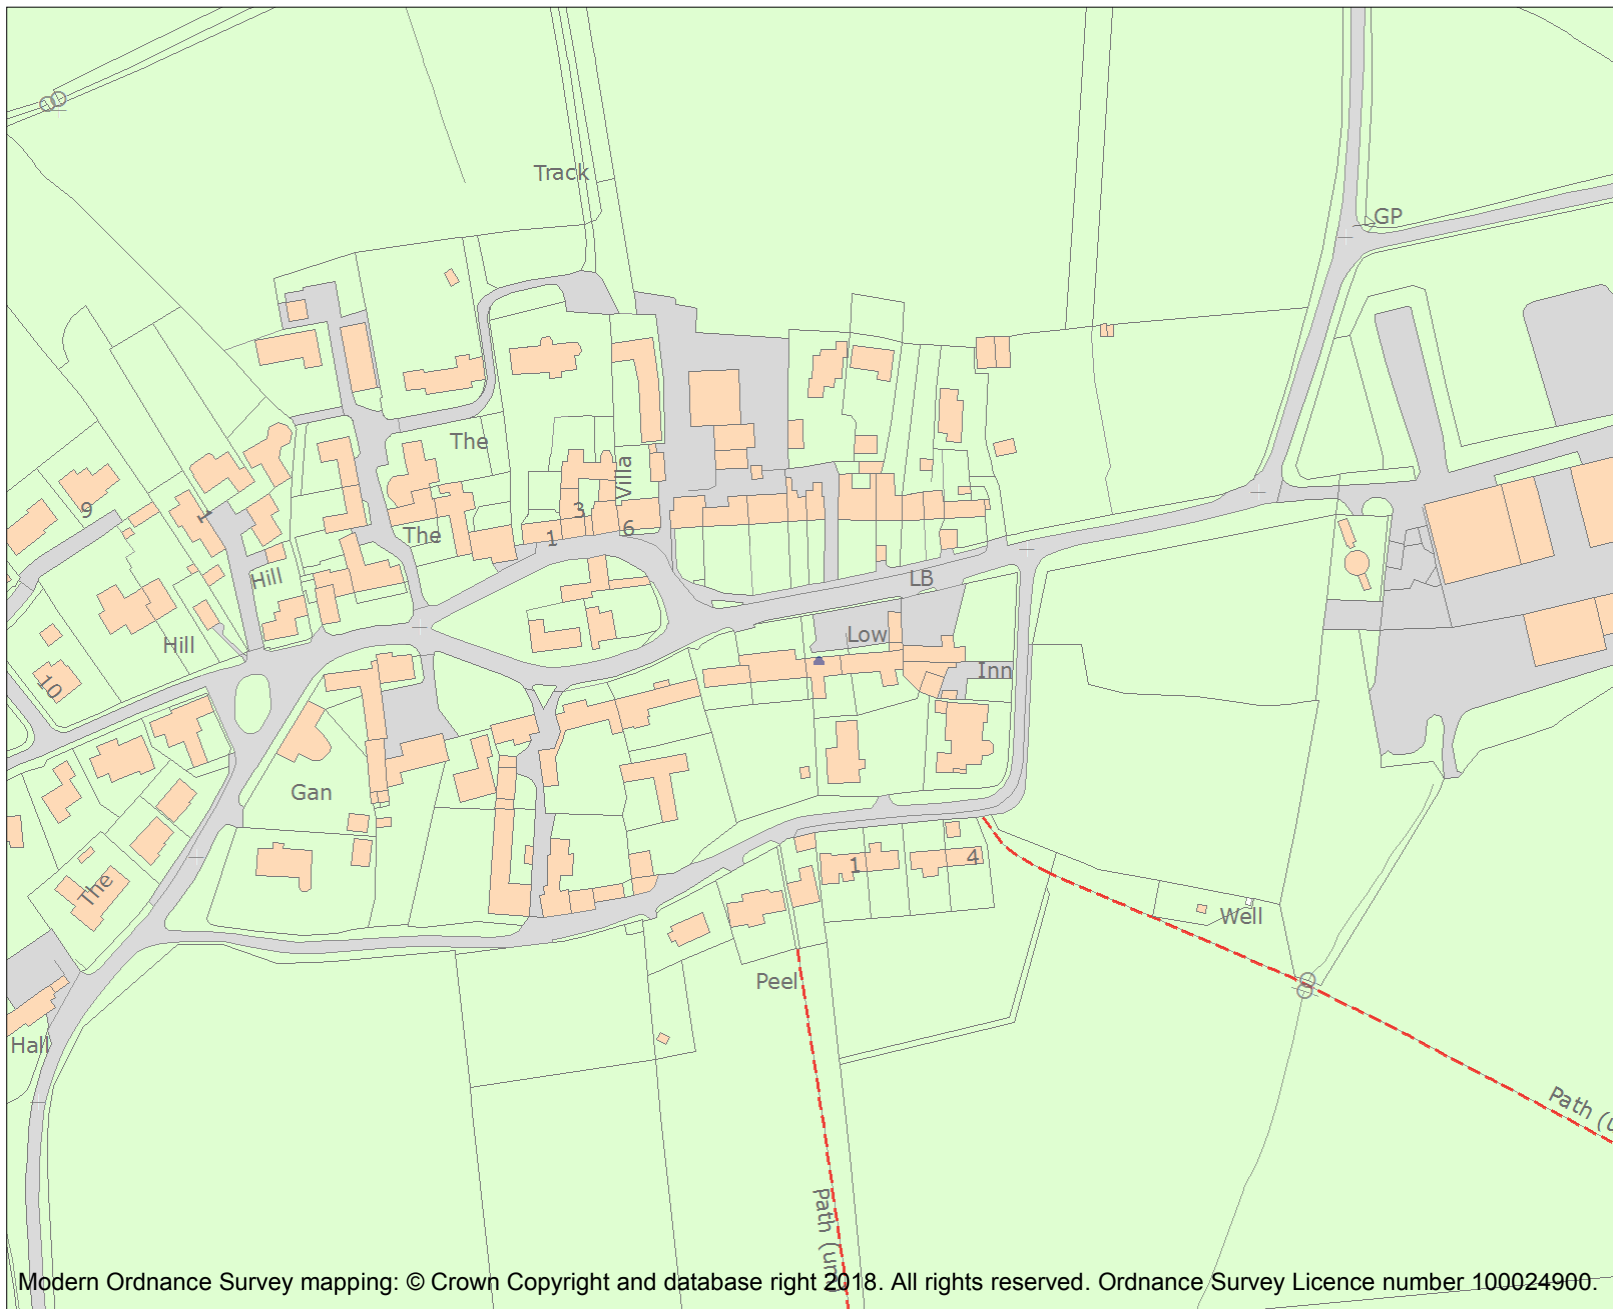 Track
GP
The
Villa
The
3
1
6
9
1
Hill
LB
Hill
Low
Inn
10
Gan
The
1
4
Well
Peel
Hall
Path (u
Path (un)
Modern Ordnance Survey mapping: © Crown Copyright and database right 2018. All rights reserved. Ordnance Survey Licence number 100024900.